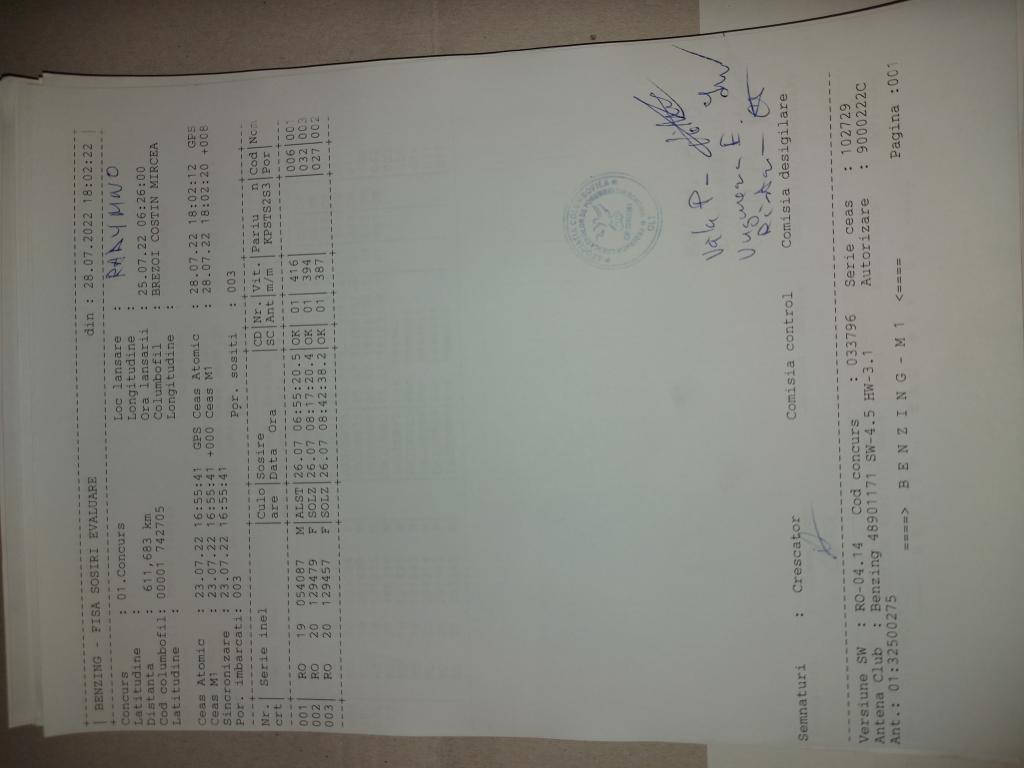 BENZING - FISA SOSIRI EVALUARE din : 28.07.2022 18:02:22
Concurs : 01.Concurs Loc lansare : RADYMNO
Latitudine : Longitudine :
Distanta : 611,683 km Ora lansarii : 25.07.22 06:26:00
Cod columbofil: 00001 742705 Columbofil : BREZOI COSTIN MIRCEA
Latitudine : Longitudine :
Ceas Atomic : 23.07.22 16:55:41 GPS Ceas Atomic : 28.07.22 18:02:12 GPS
Ceas M1 : 23.07.22 16:55:41 +000 Ceas M1 : 28.07.22 18:02:20 +008
Sincronizare : 23.07.22 16:55:41
Por. imbarcati: 003 Por. sositi : 003
Nr.| Serie inel |Culo|Sosire |CD|Nr.|Vit.|Pariu n|Cod|Nom
crt| |are |Data Ora |SC|Ant|m/m |KPSTS2S3|Por|
001| RO 19 054087 M|ALST|26.07 06:55:20.5|OK| 01| 416| |006|001
002| RO 20 129479 F|SOLZ|26.07 08:17:20.4|OK| 01| 394| |032|003
003| RO 20 129457 F|SOLZ|26.07 08:42:38.2|OK| 01| 387| |027|002
Semnaturi : Crescator Comisia control Comisia desigilare
Versiune SW : RO-04.14 Cod concurs : 033796 Serie ceas : 102729
Antena Club : Benzing 48901171 SW-4.5 HW-3.1 Autorizare : 9000222C
Ant.: 01:32500275
====> B E N Z I N G - M 1 <==== Pagina :001